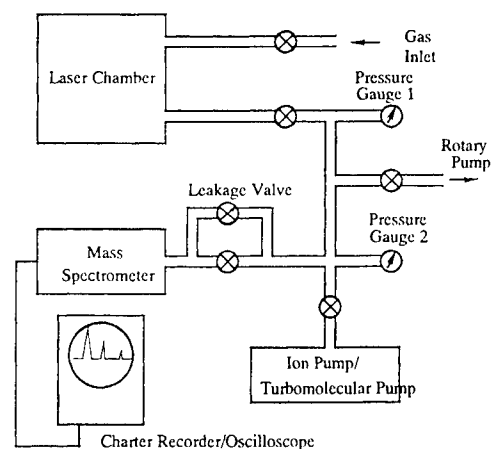 Gas
Inlet
Laser Chamber
Pressure
Gauge 1
Rotary
Pump
Leakage Valve
Pressure
Gauge 2
Mass
Spectrometer
Ion Pump/
Turbomolecular Pump
Charter Recorder/Oscilloscope